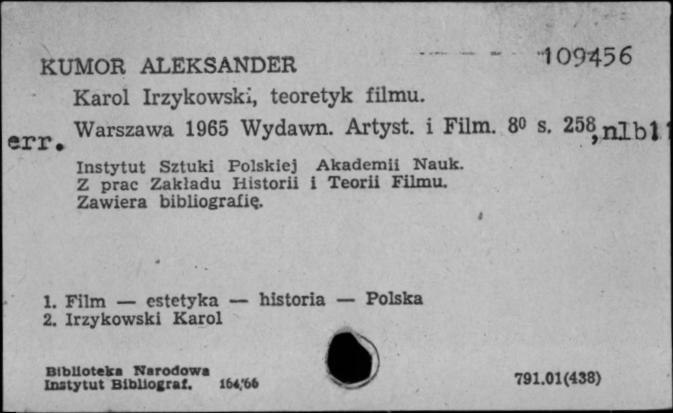 KUMOR ALEKSANDER 109456
Karol Irzykowski, teoretyk filmu.
err. Warszawa 1965 Wydawn. Artyst. i Film. 8⁰ s. 258, nlb11
Instytut Sztuki Polskiej Akademii Nauk.
Z prac Zakładu Historii i Teorii Filmu.
Zawiera bibliografię.
1. Film — estetyka — historia — Polska
2. Irzykowski Karol
Biblioteka Narodowa
Instytut Bibliograf. 164/66
791.01(438)